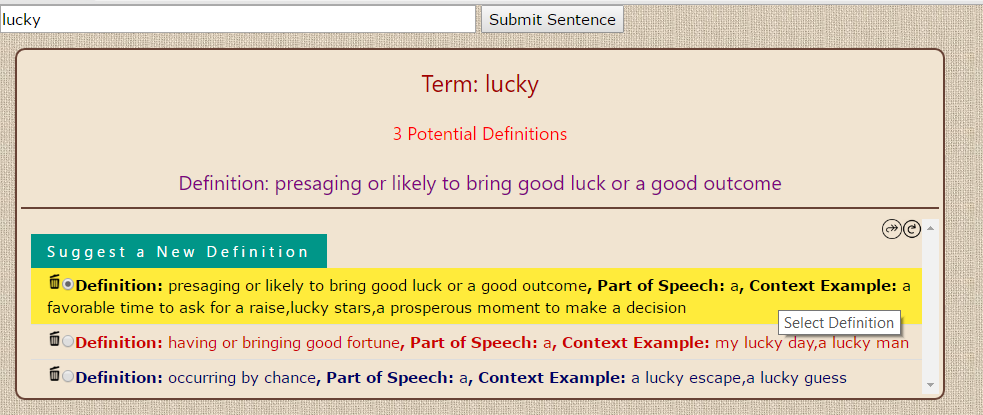 lucky Submit Sentence
Term: lucky
3 Potential Definitions
Definition: presaging or likely to bring good luck or a good outcome
Suggest a New Definition
Definition: presaging or likely to bring good luck or a good outcome, Part of Speech: a, Context Example: a
favorable time to ask for a raise,lucky stars,a prosperous moment to make a decision
Select Definition
Definition: having or bringing good fortune, Part of Speech: a, Context Example: my lucky day,a lucky man
Definition: occurring by chance, Part of Speech: a, Context Example: a lucky escape,a lucky guess